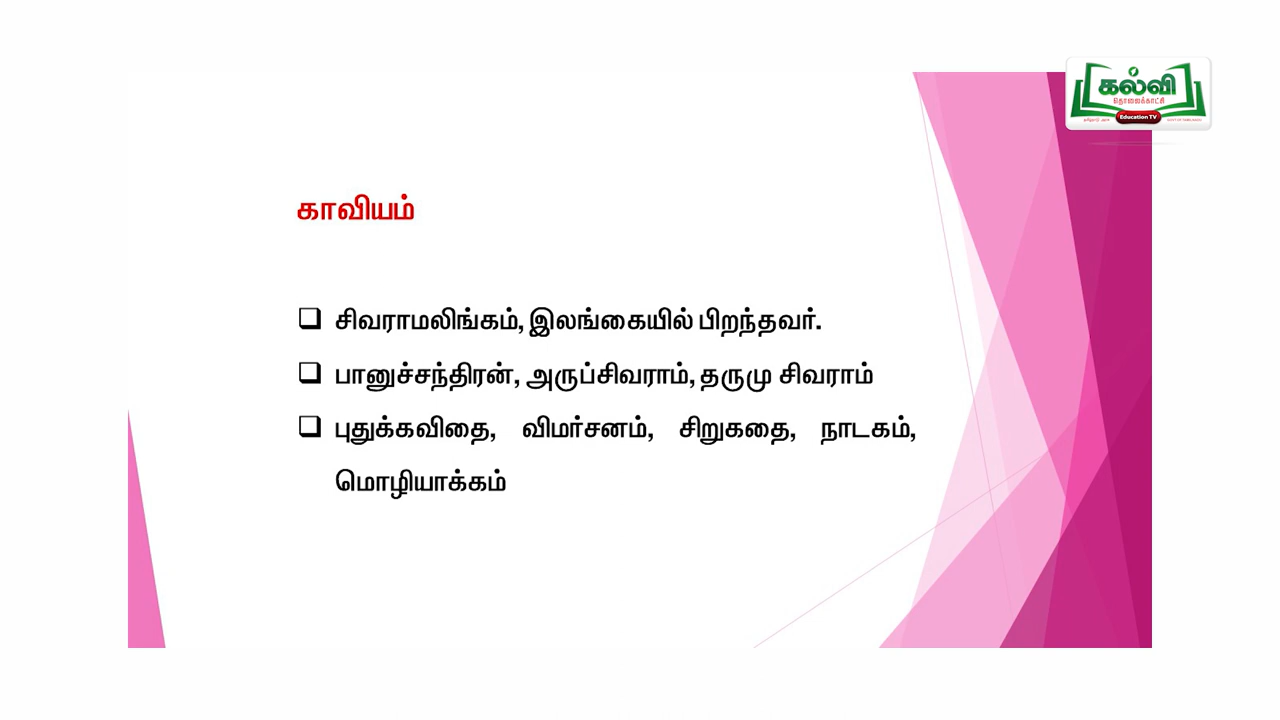 கல்வி
தொலைக்காட்சி
Education TV
காவியம்
சிவராமலிங்கம், இலங்கையில் பிறந்தவர்.
பானுச்சந்திரன், அருப்சிவராம், தருமு சிவராம்
புதுக்கவிதை, விமர்சனம், சிறுகதை, நாடகம்,
மொழியாக்கம்